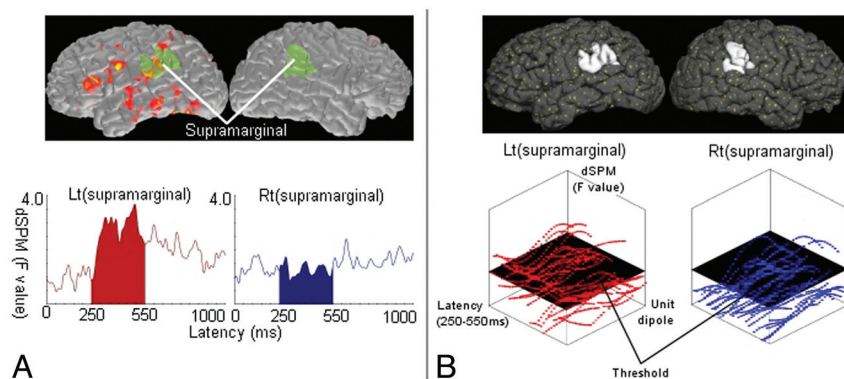 A
Supramarginal
Lt(supramarginal)
Rt(supramarginal)
4.0
4.0
dSPM (F value)
0
250
550
1000
0
250
550
1000
Latency (ms)
A
B
Lt(supramarginal)
Rt(supramarginal)
dSPM
(F value)
Latency
(250-550ms)
Unit
dipole
Threshold
B